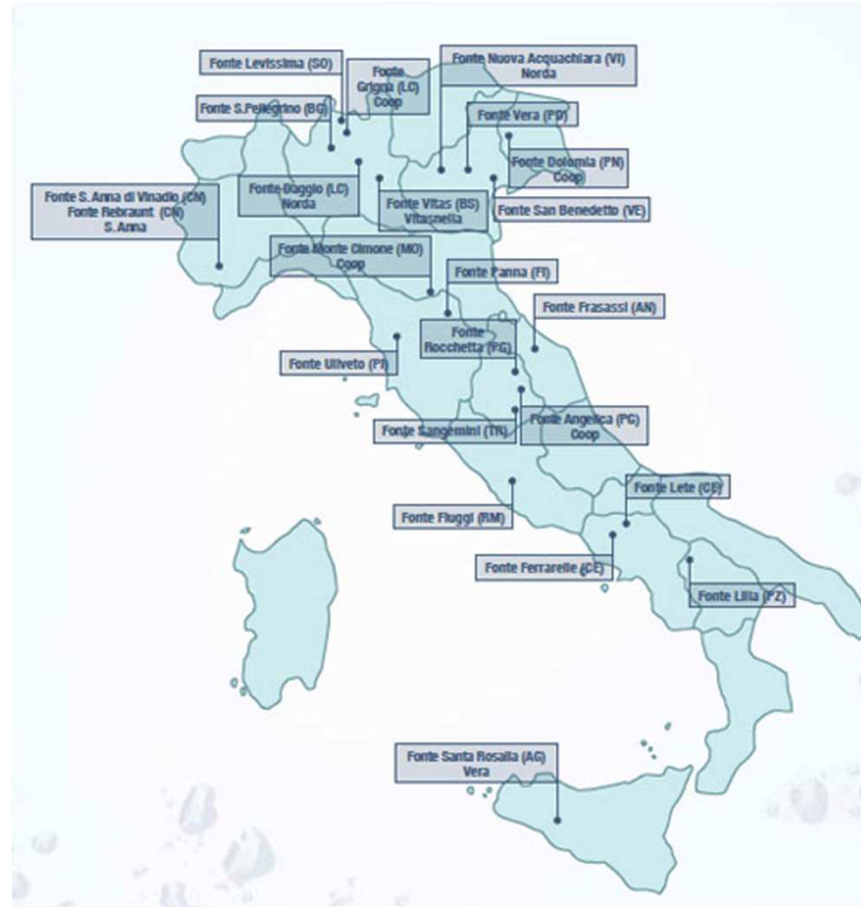 Fonte Levissima (SO)
Fonte
Grigna (LC)
Coop
Fonte Nuova Acquachiara (VI)
Norda
Fonte S.Pellegrino (BG)
Fonte Vera (PD)
Fonte Dolomia (PN)
Coop
Fonte S. Anna di Vinadio (CN)
Fonte Rebraunt (CN)
S. Anna
Fonte Daggio (LC)
Norda
Fonte Vitas (BS)
Vitasnella
Fonte San Benedetto (VE)
Fonte Monte Cimone (MO)
Coop
Fonte Panna (FI)
Fonte Frasassi (AN)
Fonte
Rocchetta (PG)
Fonte Uliveto (PI)
Fonte Angelica (PG)
Coop
Fonte Sangemini (TR)
Fonte Lete (CE)
Fonte Fiuggi (RM)
Fonte Ferrarelle (CE)
Fonte Lilia (PZ)
Fonte Santa Rosalia (AG)
Vera